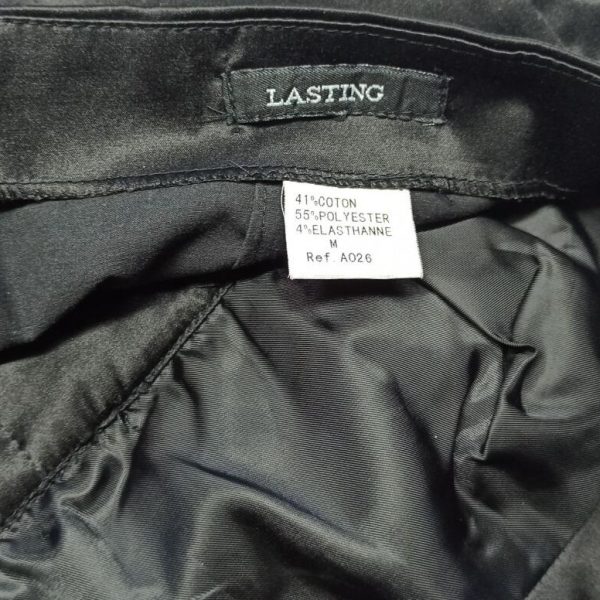 LASTING
41%COTON
55%POLYESTER
4%ELASTHANNE
M
Ref.A026